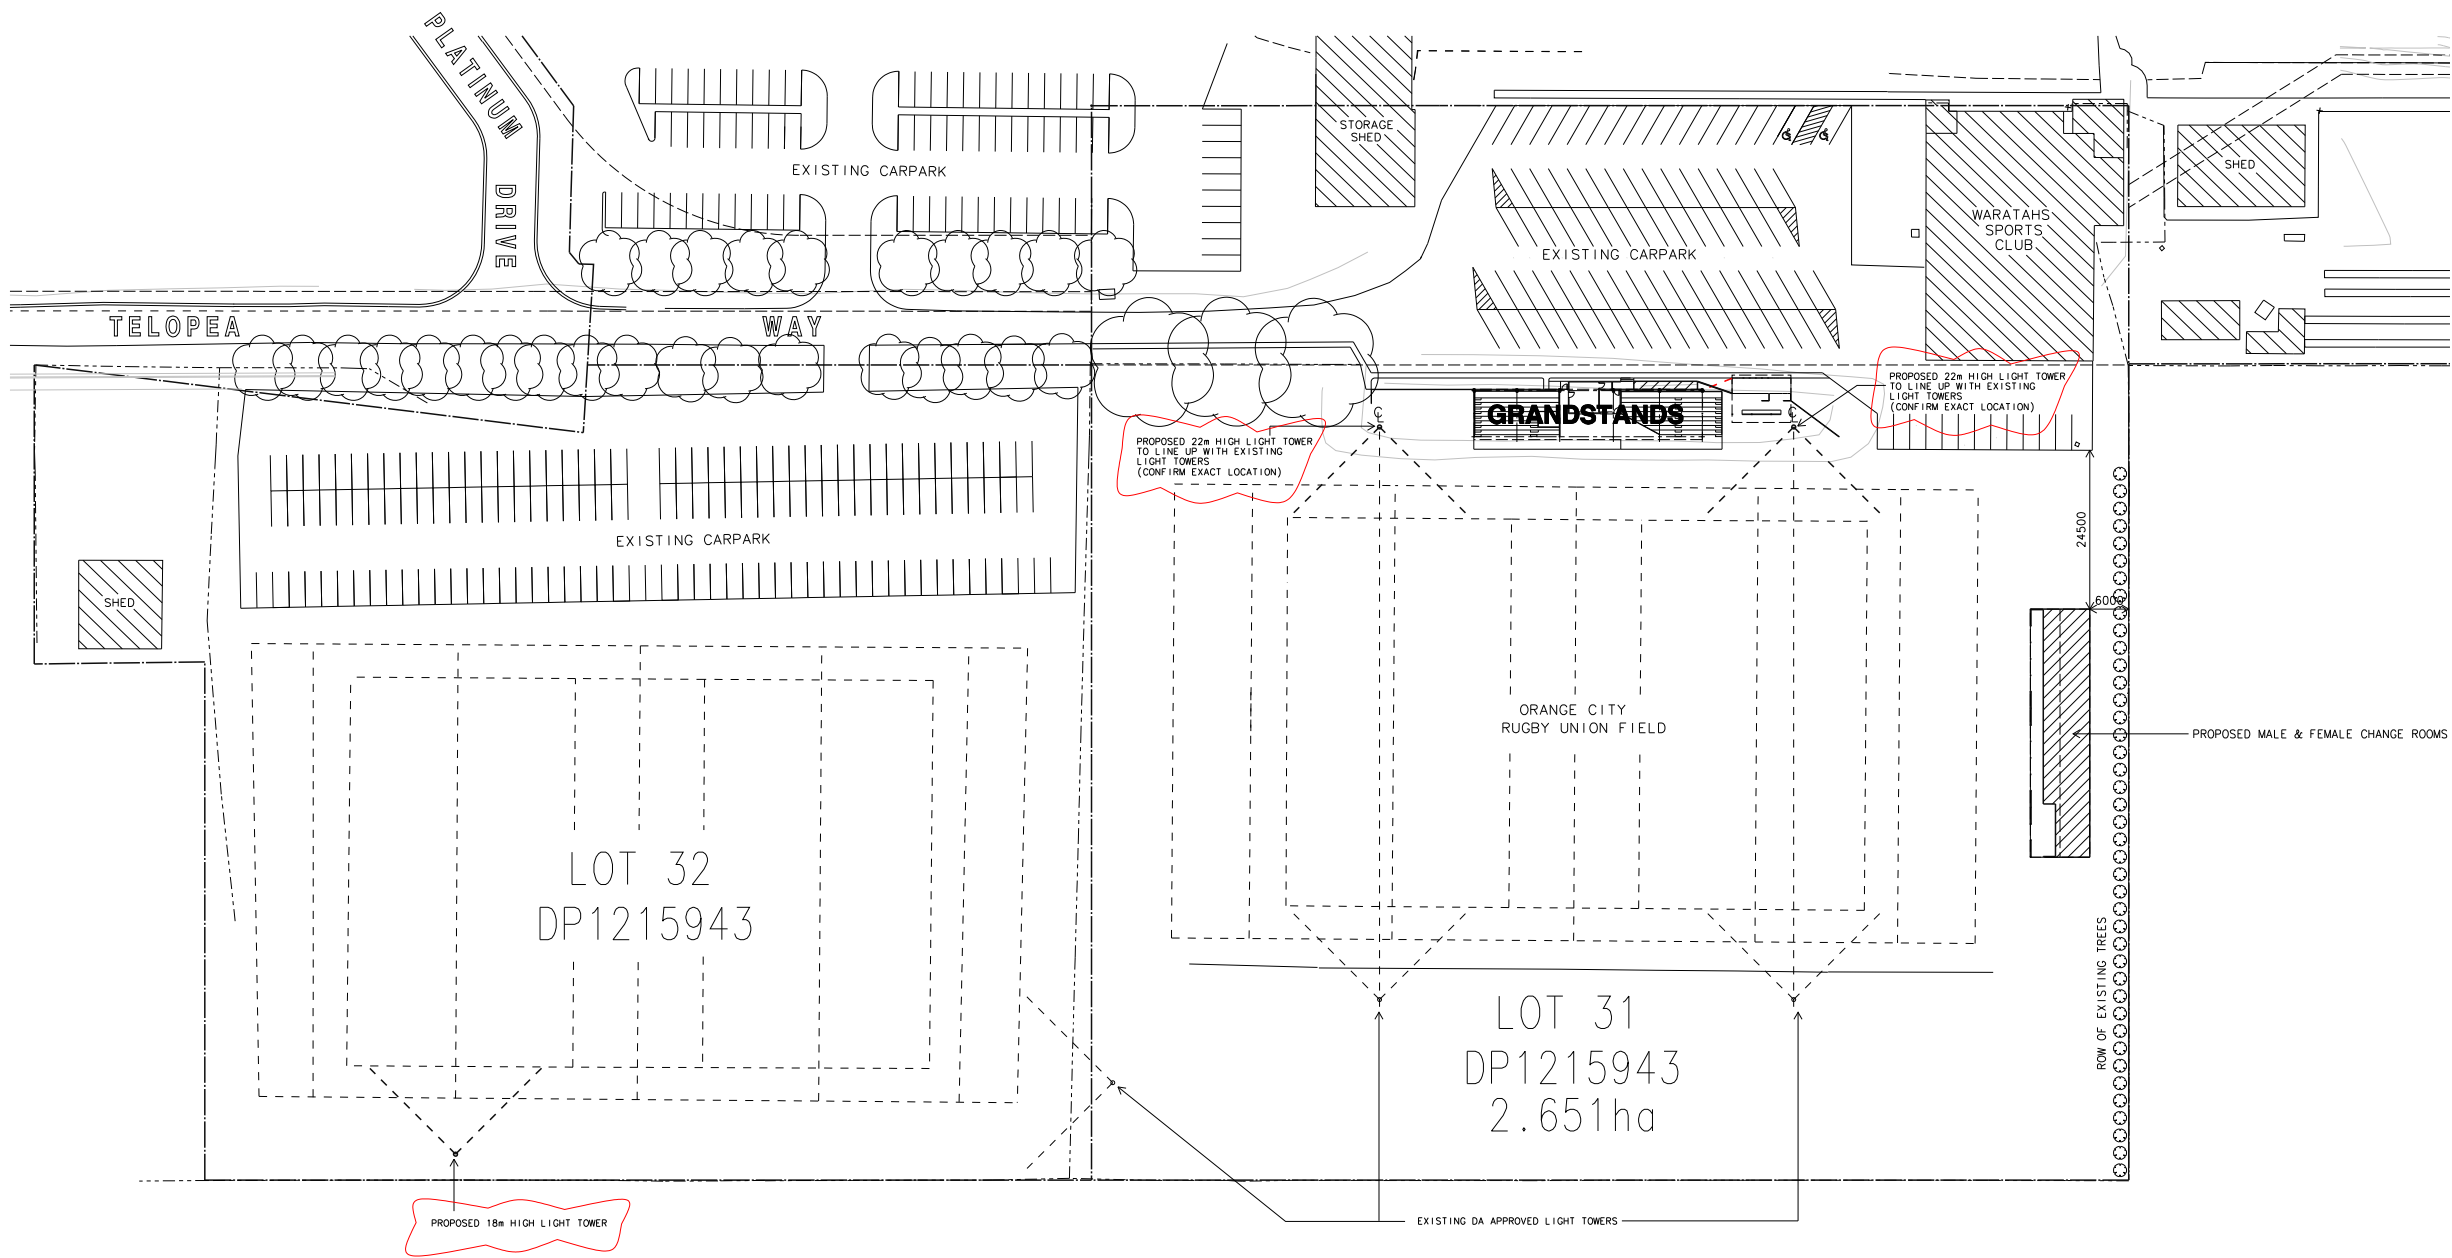 PLATINUM
DRIVE
EXISTING CARPARK
STORAGE
SHED
EXISTING CARPARK
WARATAHS
SPORTS
CLUB
SHED
TELOPEA
WAY
GRANDSTANDS
℄
℄
PROPOSED 22m HIGH LIGHT TOWER
TO LINE UP WITH EXISTING
LIGHT TOWERS
(CONFIRM EXACT LOCATION)
PROPOSED 22m HIGH LIGHT TOWER
TO LINE UP WITH EXISTING
LIGHT TOWERS
(CONFIRM EXACT LOCATION)
EXISTING CARPARK
24500
6000
SHED
ORANGE CITY
RUGBY UNION FIELD
PROPOSED MALE & FEMALE CHANGE ROOMS
LOT 32
DP1215943
ROW OF EXISTING TREES
LOT 31
DP1215943
2.651ha
PROPOSED 18m HIGH LIGHT TOWER
EXISTING DA APPROVED LIGHT TOWERS